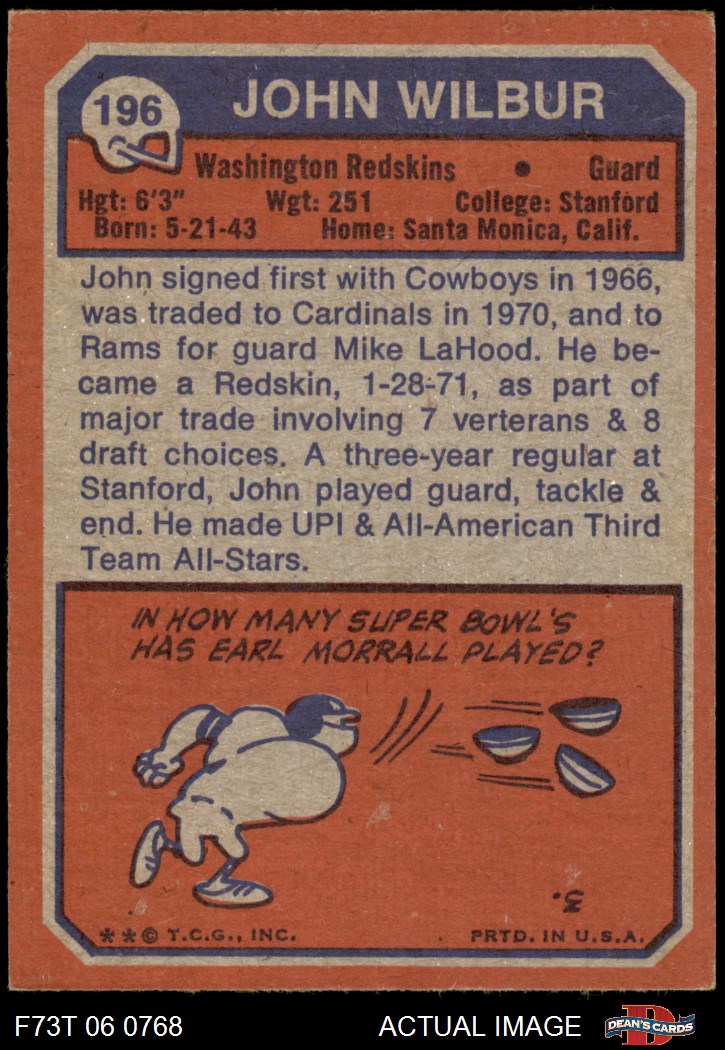 196
JOHN WILBUR
Washington Redskins • Guard
Hgt: 6'3" Wgt: 251 College: Stanford
Born: 5-21-43 Home: Santa Monica, Calif.
John signed first with Cowboys in 1966,
was traded to Cardinals in 1970, and to
Rams for guard Mike LaHood. He be-
came a Redskin, 1-28-71, as part of
major trade involving 7 verterans & 8
draft choices. A three-year regular at
Stanford, John played guard, tackle &
end. He made UPI & All-American Third
Team All-Stars.
IN HOW MANY SUPER BOWL'S
HAS EARL MORRALL PLAYED?
3.
** © T.C.G., INC. PRTD. IN U.S.A.
F73T 06 0768 ACTUAL IMAGE
D
DEAN'S CARDS